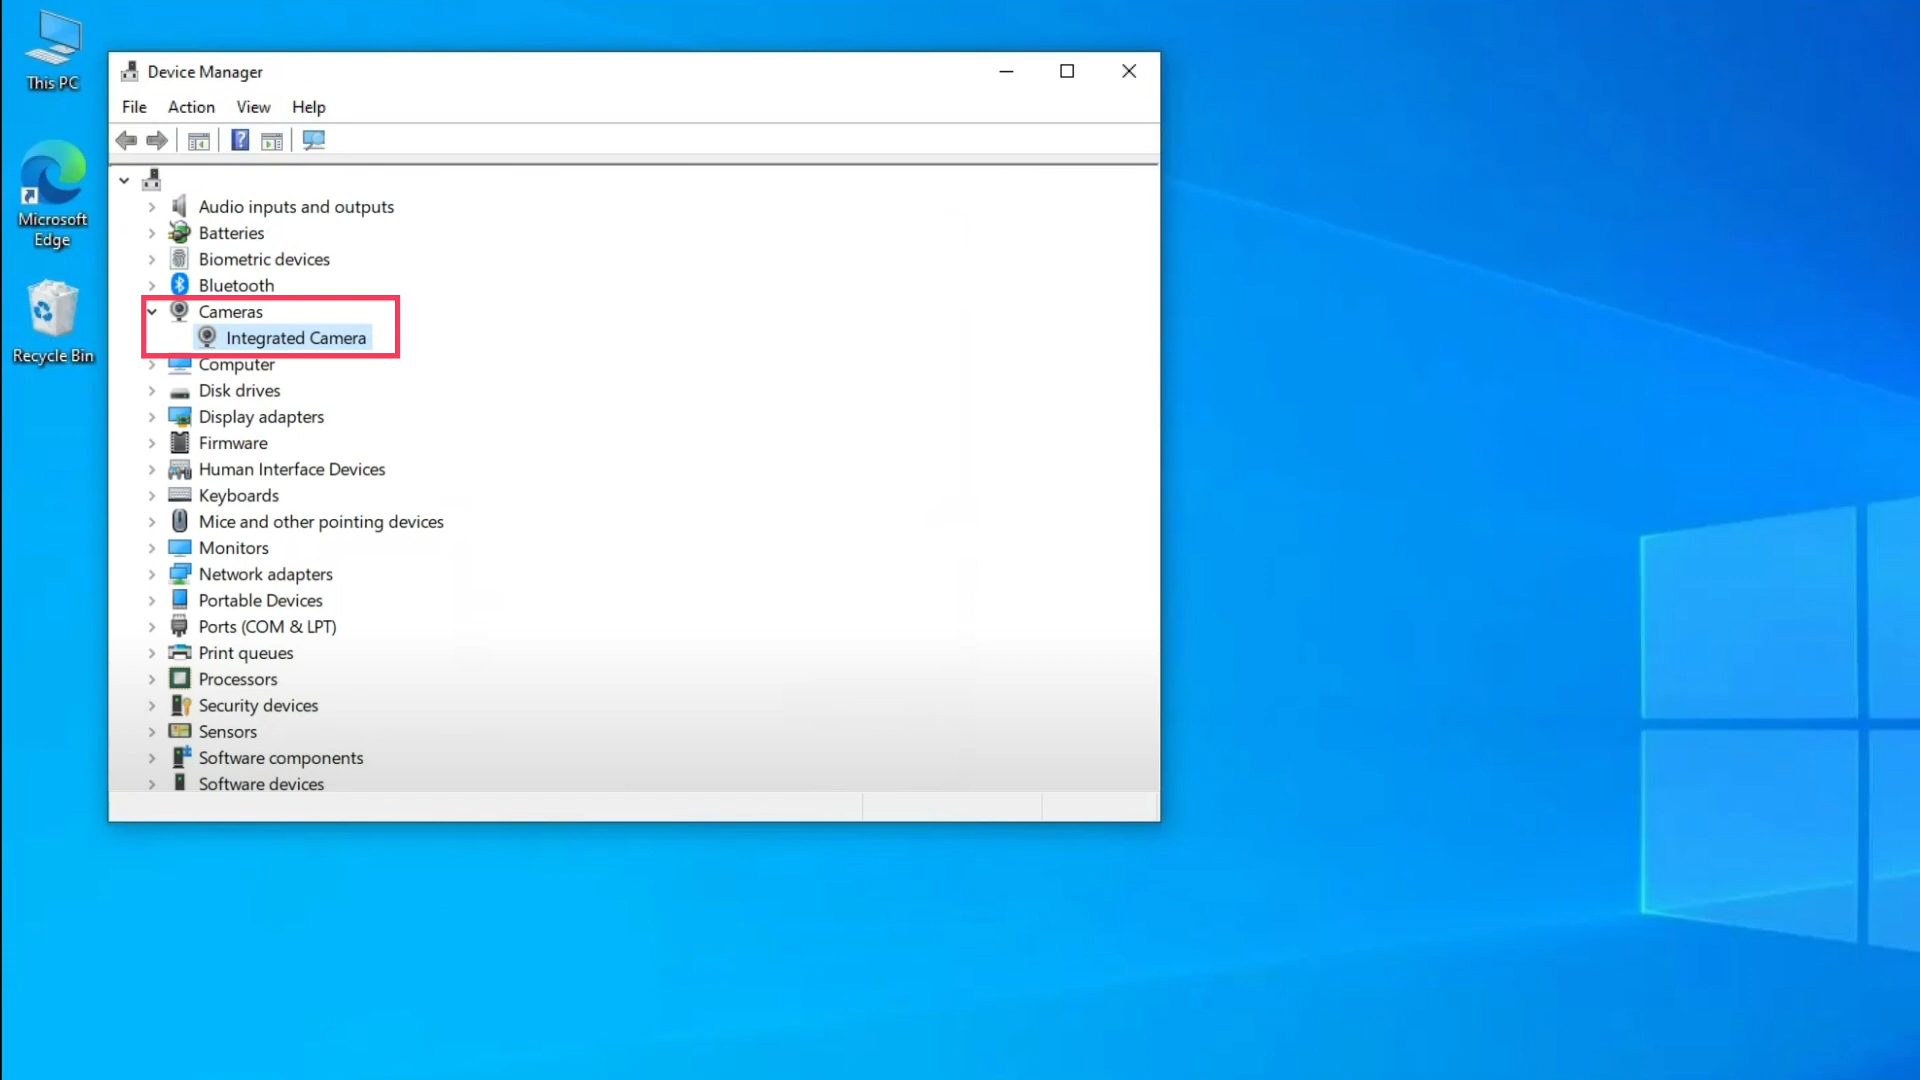 This PC
Microsoft
Edge
Recycle Bin
Device Manager
File Action View Help
?
Audio inputs and outputs
Batteries
Biometric devices
Bluetooth
Cameras
Integrated Camera
Computer
Disk drives
Display adapters
Firmware
Human Interface Devices
Keyboards
Mice and other pointing devices
Monitors
Network adapters
Portable Devices
Ports (COM & LPT)
Print queues
Processors
Security devices
Sensors
Software components
Software devices